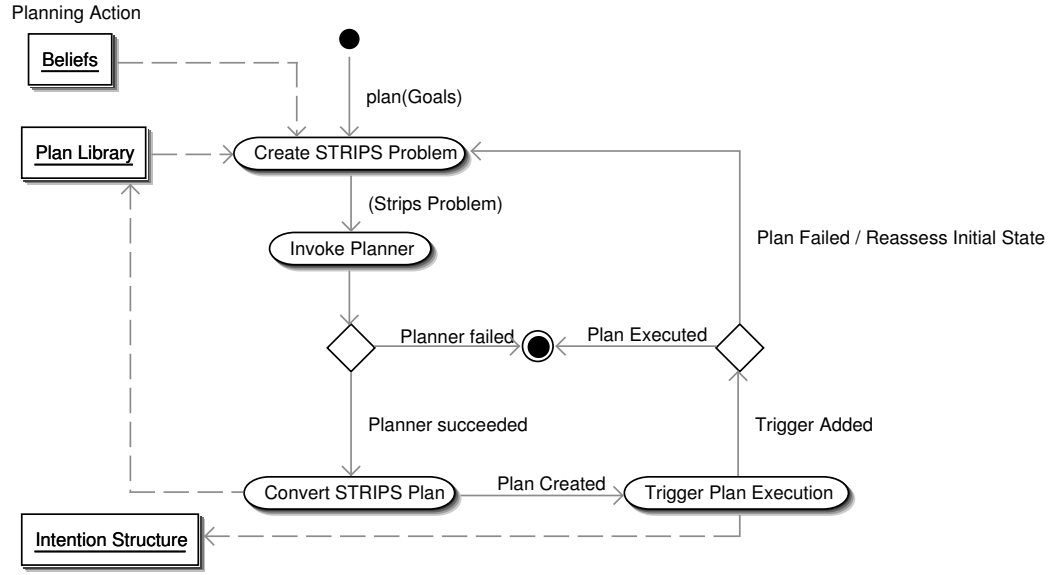 Planning Action
Beliefs
plan(Goals)
Plan Library
Create STRIPS Problem
(Strips Problem)
Invoke Planner
Plan Failed / Reassess Initial State
Planner failed
Plan Executed
Planner succeeded
Trigger Added
Convert STRIPS Plan
Plan Created
Trigger Plan Execution
Intention Structure